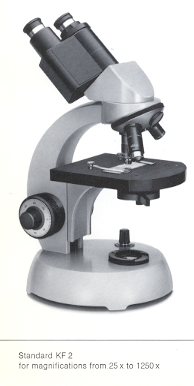 Standard KF 2
for magnifications from 25 x to 1250 x